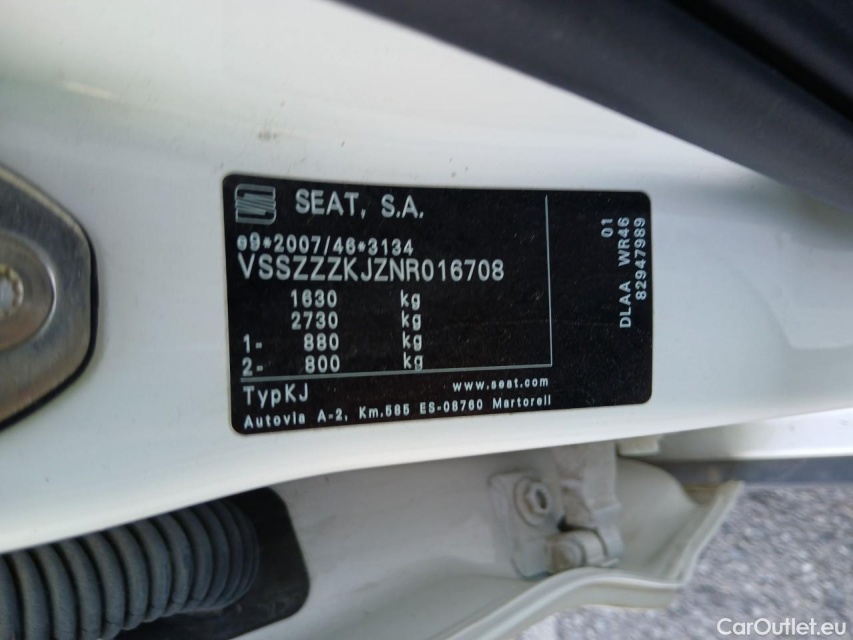 SEAT, S.A.
e9*2007/46*3134
VSSZZZKJZNR016708
1630 kg
2730 kg
1- 880 kg
2- 800 kg
TypKJ www.seat.com
Autovia A-2, Km.585 ES-08760 Martorell
01
DLAA WR46
82947989
CarOutlet.eu